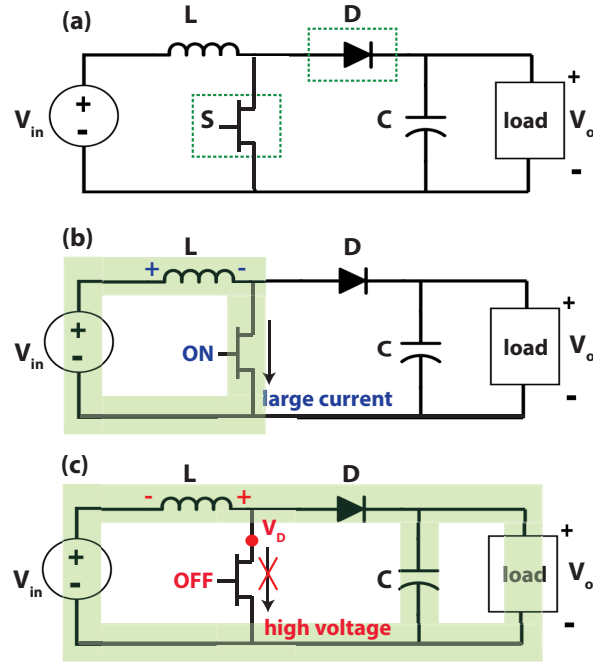 (a)
L
D
V_in
+
-
S
C
load
+
V_o
-
(b)
L
D
+ -
V_in
+
-
ON
large current
C
load
+
V_o
-
(c)
L
D
- +
V_D
V_in
+
-
OFF
high voltage
C
load
+
V_o
-